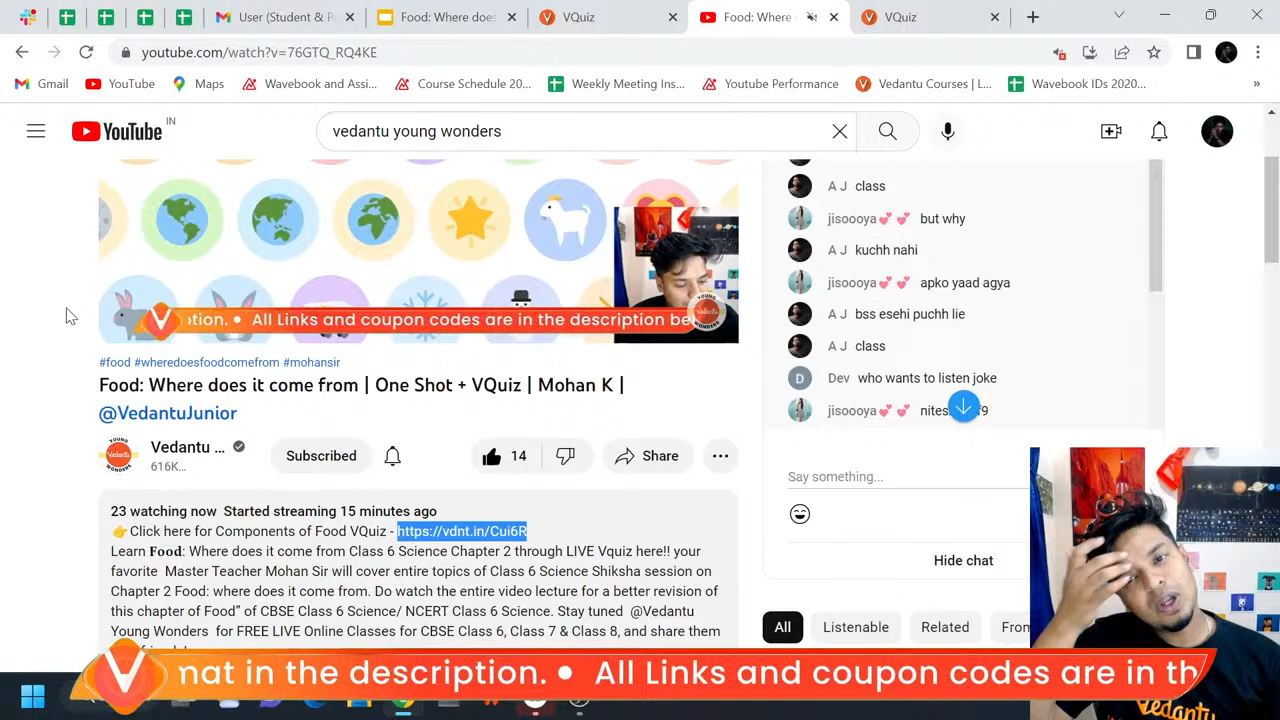 User (Student & Pa
Food: Where does
VQuiz
Food: Where
VQuiz
youtube.com/watch?v=76GTQ_RQ4KE
Gmail
YouTube
Maps
Wavebook and Assi...
Course Schedule 20...
Weekly Meeting Ins...
Youtube Performance
Vedantu Courses | L...
Wavebook IDs 2020...
YouTube IN
vedantu young wonders
A J class
jisoooya💕 💕 but why
A J kuchh nahi
jisoooya💕 💕 apko yaad agya
A J bss esehi puchh lie
A J class
Dev who wants to listen joke
All Links and coupon codes are in the description
#food #wheredoesfoodcomefrom #mohansir
Food: Where does it come from | One Shot + VQuiz | Mohan K |
@VedantuJunior
YOUNG
Vedantu
WONDERS
Vedantu ...
616K...
Subscribed
14
Share
Say something...
Hide chat
23 watching now Started streaming 15 minutes ago
👉Click here for Components of Food VQuiz - https://vdnt.in/Cui6R
Learn 𝐅𝐨𝐨𝐝: Where does it come from Class 6 Science Chapter 2 through LIVE Vquiz here!! your
favorite Master Teacher Mohan Sir will cover entire topics of Class 6 Science Shiksha session on
Chapter 2 Food: where does it come from. Do watch the entire video lecture for a better revision of
this chapter of Food” of CBSE Class 6 Science/ NCERT Class 6 Science. Stay tuned @Vedantu
Young Wonders for FREE LIVE Online Classes for CBSE Class 6, Class 7 & Class 8, and share them
All
Listenable
Related
From
nat in the description. • All Links and coupon codes are in th
Vedantu